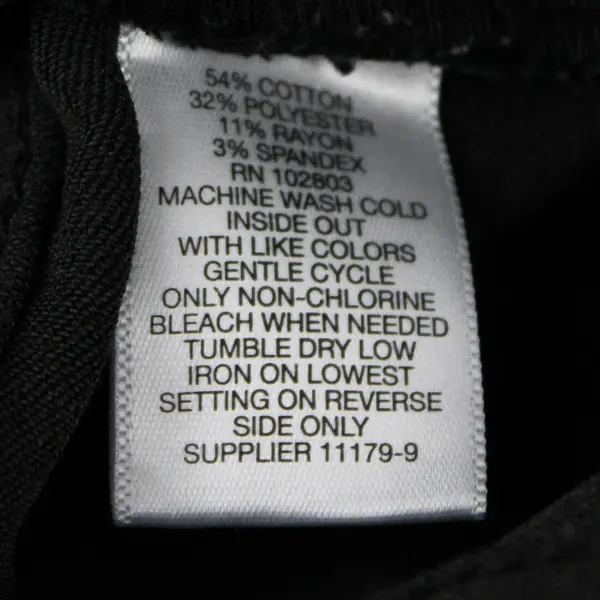 54% COTTON
32% POLYESTER
11% RAYON
3% SPANDEX
RN 102803
MACHINE WASH COLD
INSIDE OUT
WITH LIKE COLORS
GENTLE CYCLE
ONLY NON-CHLORINE
BLEACH WHEN NEEDED
TUMBLE DRY LOW
IRON ON LOWEST
SETTING ON REVERSE
SIDE ONLY
SUPPLIER 11179-9